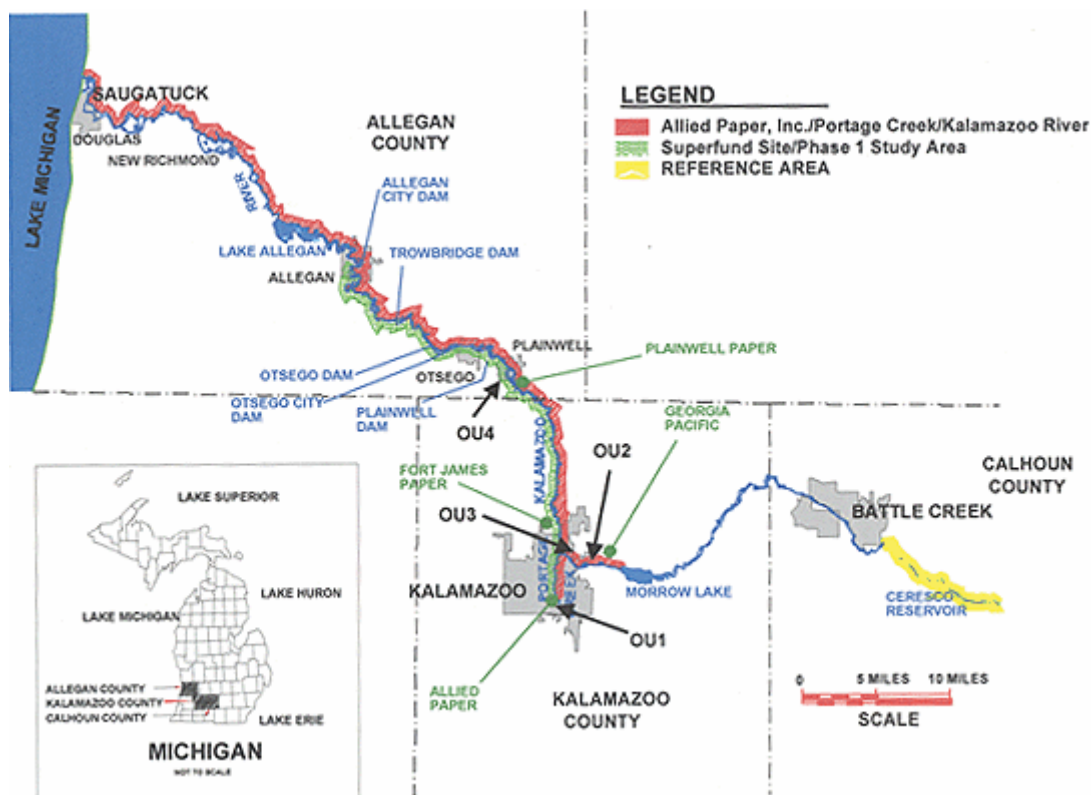 SAUGATUCK
DOUGLAS
NEW RICHMOND
LAKE MICHIGAN
RIVER
ALLEGAN
COUNTY
ALLEGAN
CITY DAM
LAKE ALLEGAN
ALLEGAN
TROWBRIDGE DAM
LEGEND
Allied Paper, Inc./Portage Creek/Kalamazoo River
Superfund Site/Phase 1 Study Area
REFERENCE AREA
PLAINWELL
PLAINWELL PAPER
OTSEGO DAM
OTSEGO
OTSEGO CITY
DAM
PLAINWELL
DAM
OU4
GEORGIA
PACIFIC
KALAMAZOO
FORT JAMES
PAPER
OU2
OU3
CALHOUN
COUNTY
BATTLE CREEK
KALAMAZOO
PORTAGE
MORROW LAKE
CERESCO
RESERVOIR
OU1
ALLIED
PAPER
KALAMAZOO
COUNTY
0 5 MILES 10 MILES
SCALE
LAKE SUPERIOR
LAKE HURON
LAKE MICHIGAN
ALLEGAN COUNTY
KALAMAZOO COUNTY
CALHOUN COUNTY
LAKE ERIE
MICHIGAN
NOT TO SCALE